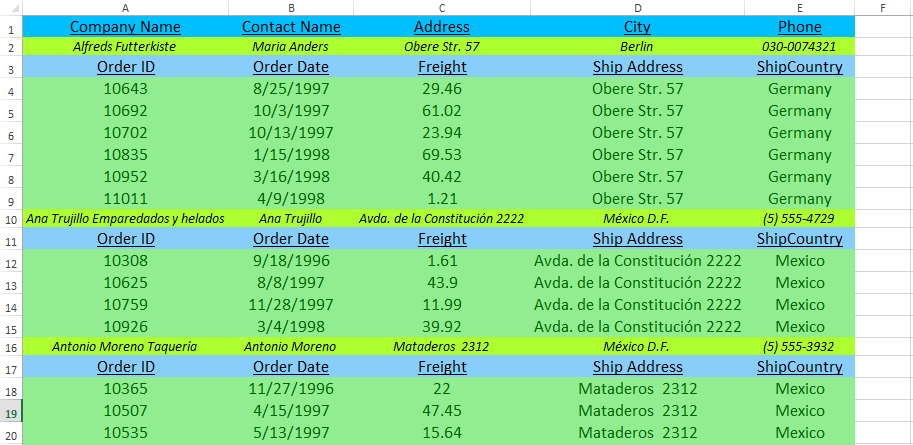 A B C D E F
1 Company Name Contact Name Address City Phone
2 Alfreds Futterkiste Maria Anders Obere Str. 57 Berlin 030-0074321
3 Order ID Order Date Freight Ship Address ShipCountry
4 10643 8/25/1997 29.46 Obere Str. 57 Germany
5 10692 10/3/1997 61.02 Obere Str. 57 Germany
6 10702 10/13/1997 23.94 Obere Str. 57 Germany
7 10835 1/15/1998 69.53 Obere Str. 57 Germany
8 10952 3/16/1998 40.42 Obere Str. 57 Germany
9 11011 4/9/1998 1.21 Obere Str. 57 Germany
10 Ana Trujillo Emparedados y helados Ana Trujillo Avda. de la Constitución 2222 México D.F. (5) 555-4729
11 Order ID Order Date Freight Ship Address ShipCountry
12 10308 9/18/1996 1.61 Avda. de la Constitución 2222 Mexico
13 10625 8/8/1997 43.9 Avda. de la Constitución 2222 Mexico
14 10759 11/28/1997 11.99 Avda. de la Constitución 2222 Mexico
15 10926 3/4/1998 39.92 Avda. de la Constitución 2222 Mexico
16 Antonio Moreno Taquería Antonio Moreno Mataderos  2312 México D.F. (5) 555-3932
17 Order ID Order Date Freight Ship Address ShipCountry
18 10365 11/27/1996 22 Mataderos  2312 Mexico
19 10507 4/15/1997 47.45 Mataderos  2312 Mexico
20 10535 5/13/1997 15.64 Mataderos  2312 Mexico